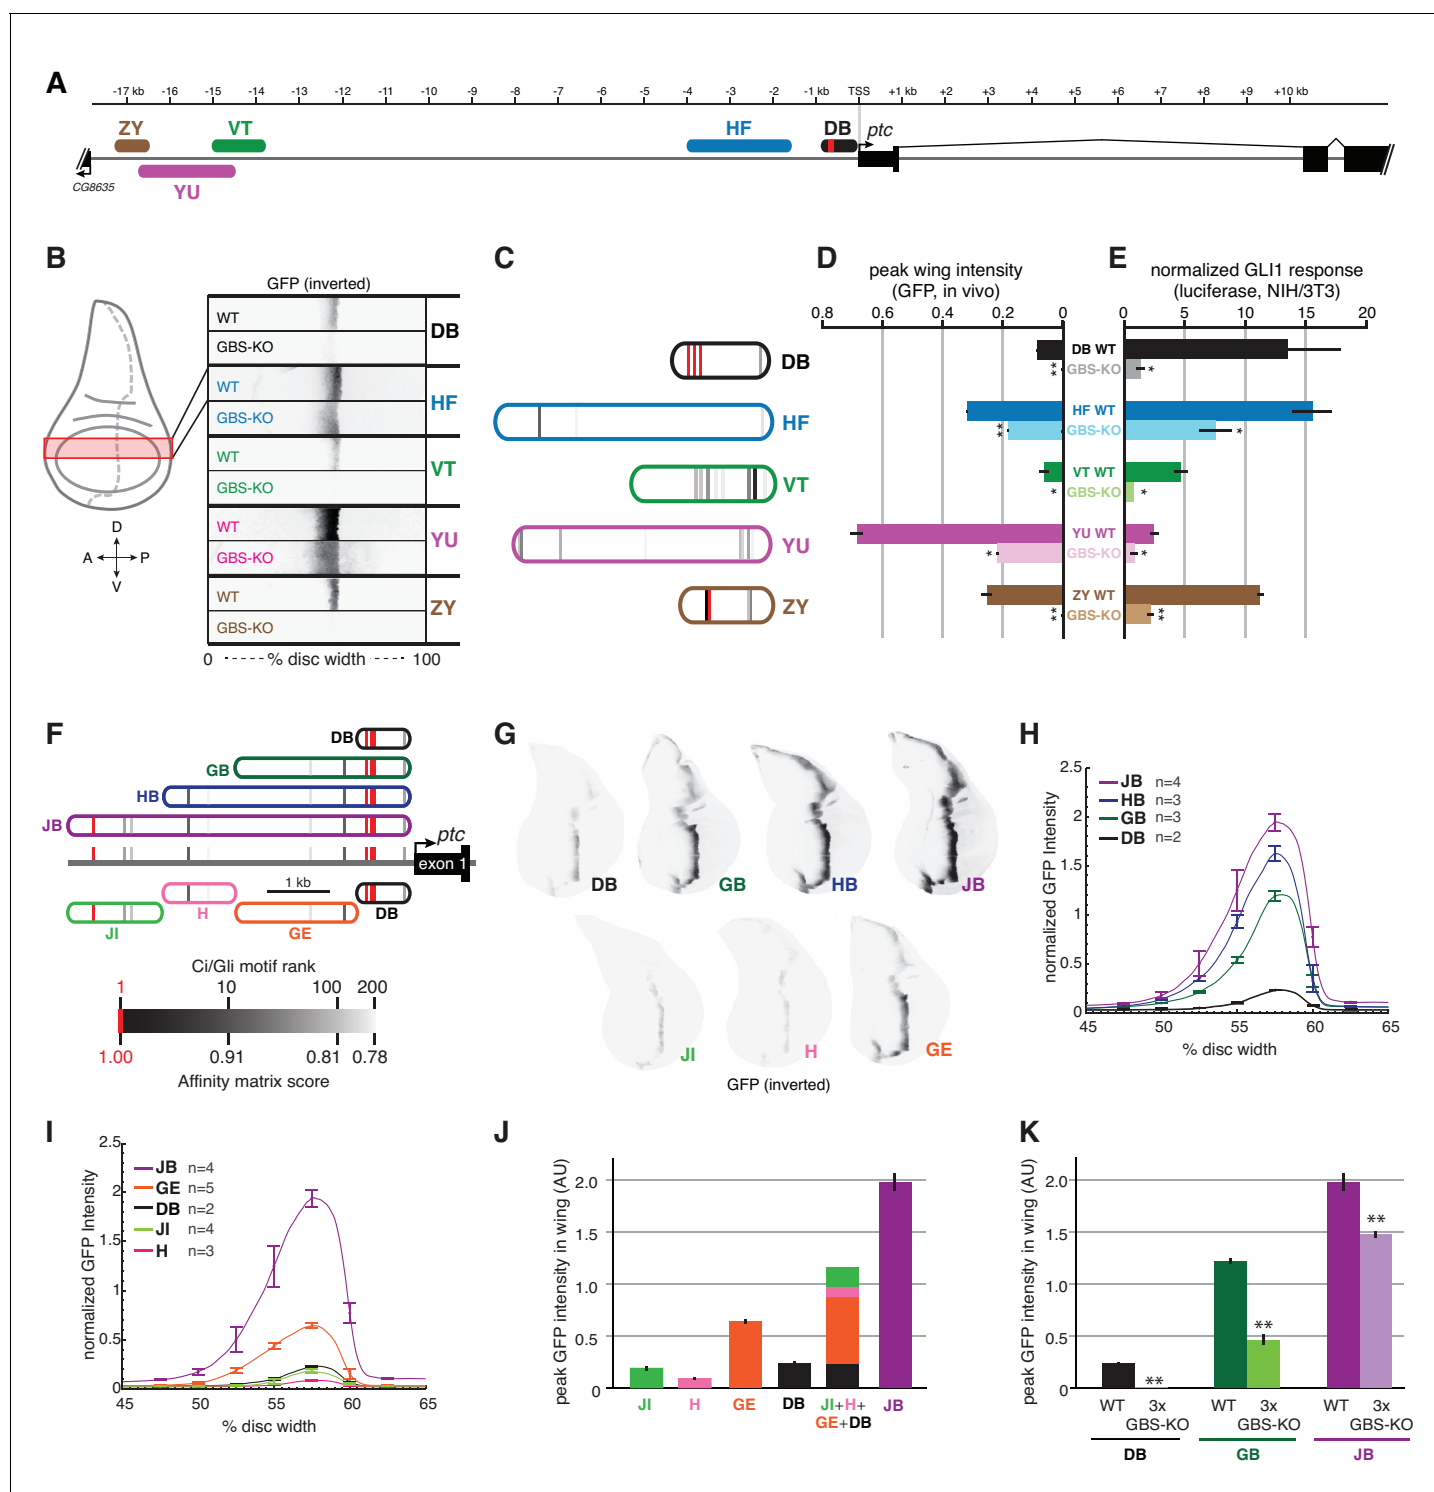 A
-17 kb -16 -15 -14 -13 -12 -11 -10 -9 -8 -7 -6 -5 -4 -3 -2 -1 kb TSS +1 kb +2 +3 +4 +5 +6 +7 +8 +9 +10 kb
ZY VT HF DB ptc
CG8635
YU
B
GFP (inverted)
WT
GBS-KO
DB
WT
GBS-KO
HF
WT
GBS-KO
VT
WT
GBS-KO
YU
WT
GBS-KO
ZY
0 % disc width 100
D
A P
V
C
DB
HF
VT
YU
ZY
D
peak wing intensity
(GFP, in vivo)
0.8 0.6 0.4 0.2 0
E
normalized GLI1 response
(luciferase, NIH/3T3)
0 5 10 15 20
DB WT
** GBS-KO *
HF WT
** GBS-KO *
VT WT
* GBS-KO *
YU WT
* GBS-KO *
ZY WT
** GBS-KO **
F
DB
GB
HB
JB
ptc
exon 1
1 kb
JI H GE DB
Ci/Gli motif rank
1 10 100 200
1.00 0.91 0.81 0.78
Affinity matrix score
G
DB GB HB JB
JI H GE
GFP (inverted)
H
normalized GFP Intensity
2.5
2
1.5
1
0.5
0
JB n=4
HB n=3
GB n=3
DB n=2
45 50 55 60 65
% disc width
I
normalized GFP Intensity
2.5
2
1.5
1
0.5
0
JB n=4
GE n=5
DB n=2
JI n=4
H n=3
45 50 55 60 65
% disc width
J
peak GFP intensity in wing (AU)
2.0
1.5
1.0
0.5
0
JI H GE DB JI+H+ JB
GE+DB
K
peak GFP intensity in wing (AU)
2.0
1.5
1.0
0.5
0
** ** **
WT 3x WT 3x WT 3x
GBS-KO GBS-KO GBS-KO
DB GB JB